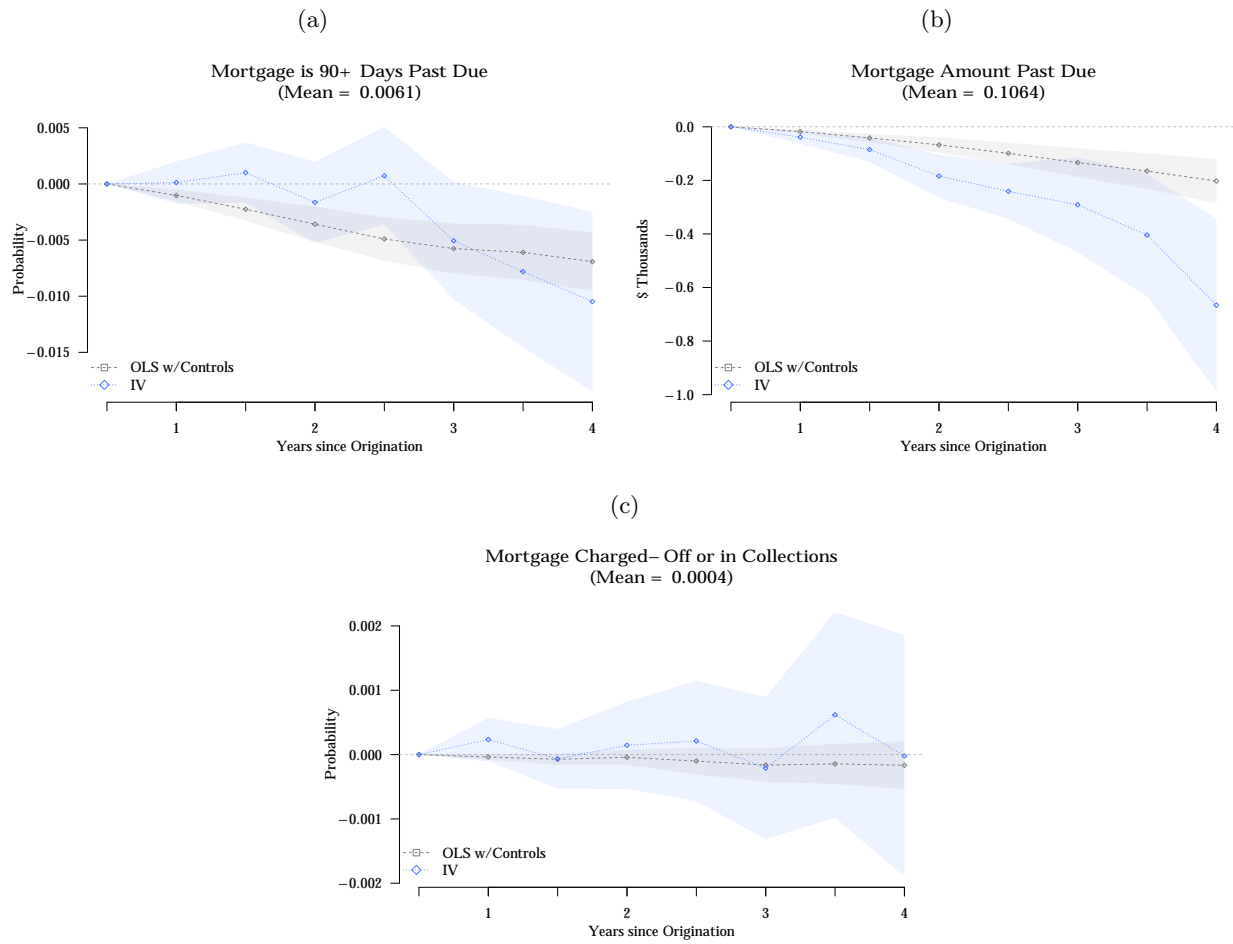 (a)
Mortgage is 90+ Days Past Due
(Mean = 0.0061)
0.005
0.000
−0.005
−0.010
−0.015
Probability
OLS w/Controls
IV
1 2 3 4
Years since Origination
(b)
Mortgage Amount Past Due
(Mean = 0.1064)
0.0
−0.2
−0.4
−0.6
−0.8
−1.0
$ Thousands
OLS w/Controls
IV
1 2 3 4
Years since Origination
(c)
Mortgage Charged−Off or in Collections
(Mean = 0.0004)
0.002
0.001
0.000
−0.001
−0.002
Probability
OLS w/Controls
IV
1 2 3 4
Years since Origination